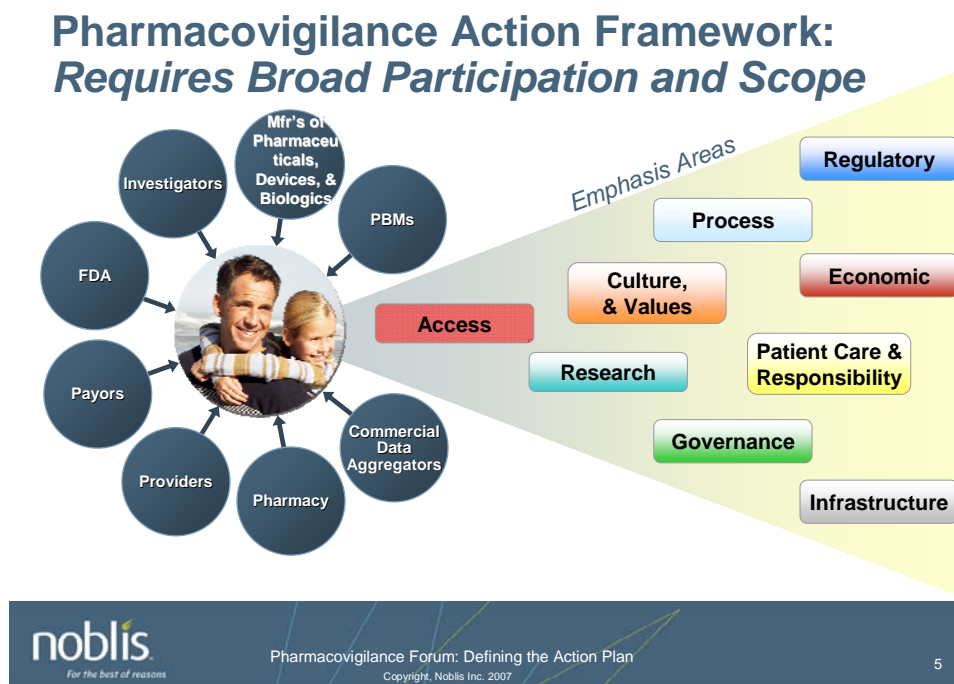 Pharmacovigilance Action Framework:
Requires Broad Participation and Scope
Mfr's of
Pharmaceu
ticals,
Devices, &
Biologics
Investigators
PBMs
FDA
Payors
Providers
Pharmacy
Commercial
Data
Aggregators
Emphasis Areas
Regulatory
Process
Culture,
& Values
Economic
Access
Patient Care &
Responsibility
Research
Governance
Infrastructure
noblis.
For the best of reasons
Pharmacovigilance Forum: Defining the Action Plan
Copyright, Noblis Inc. 2007
5